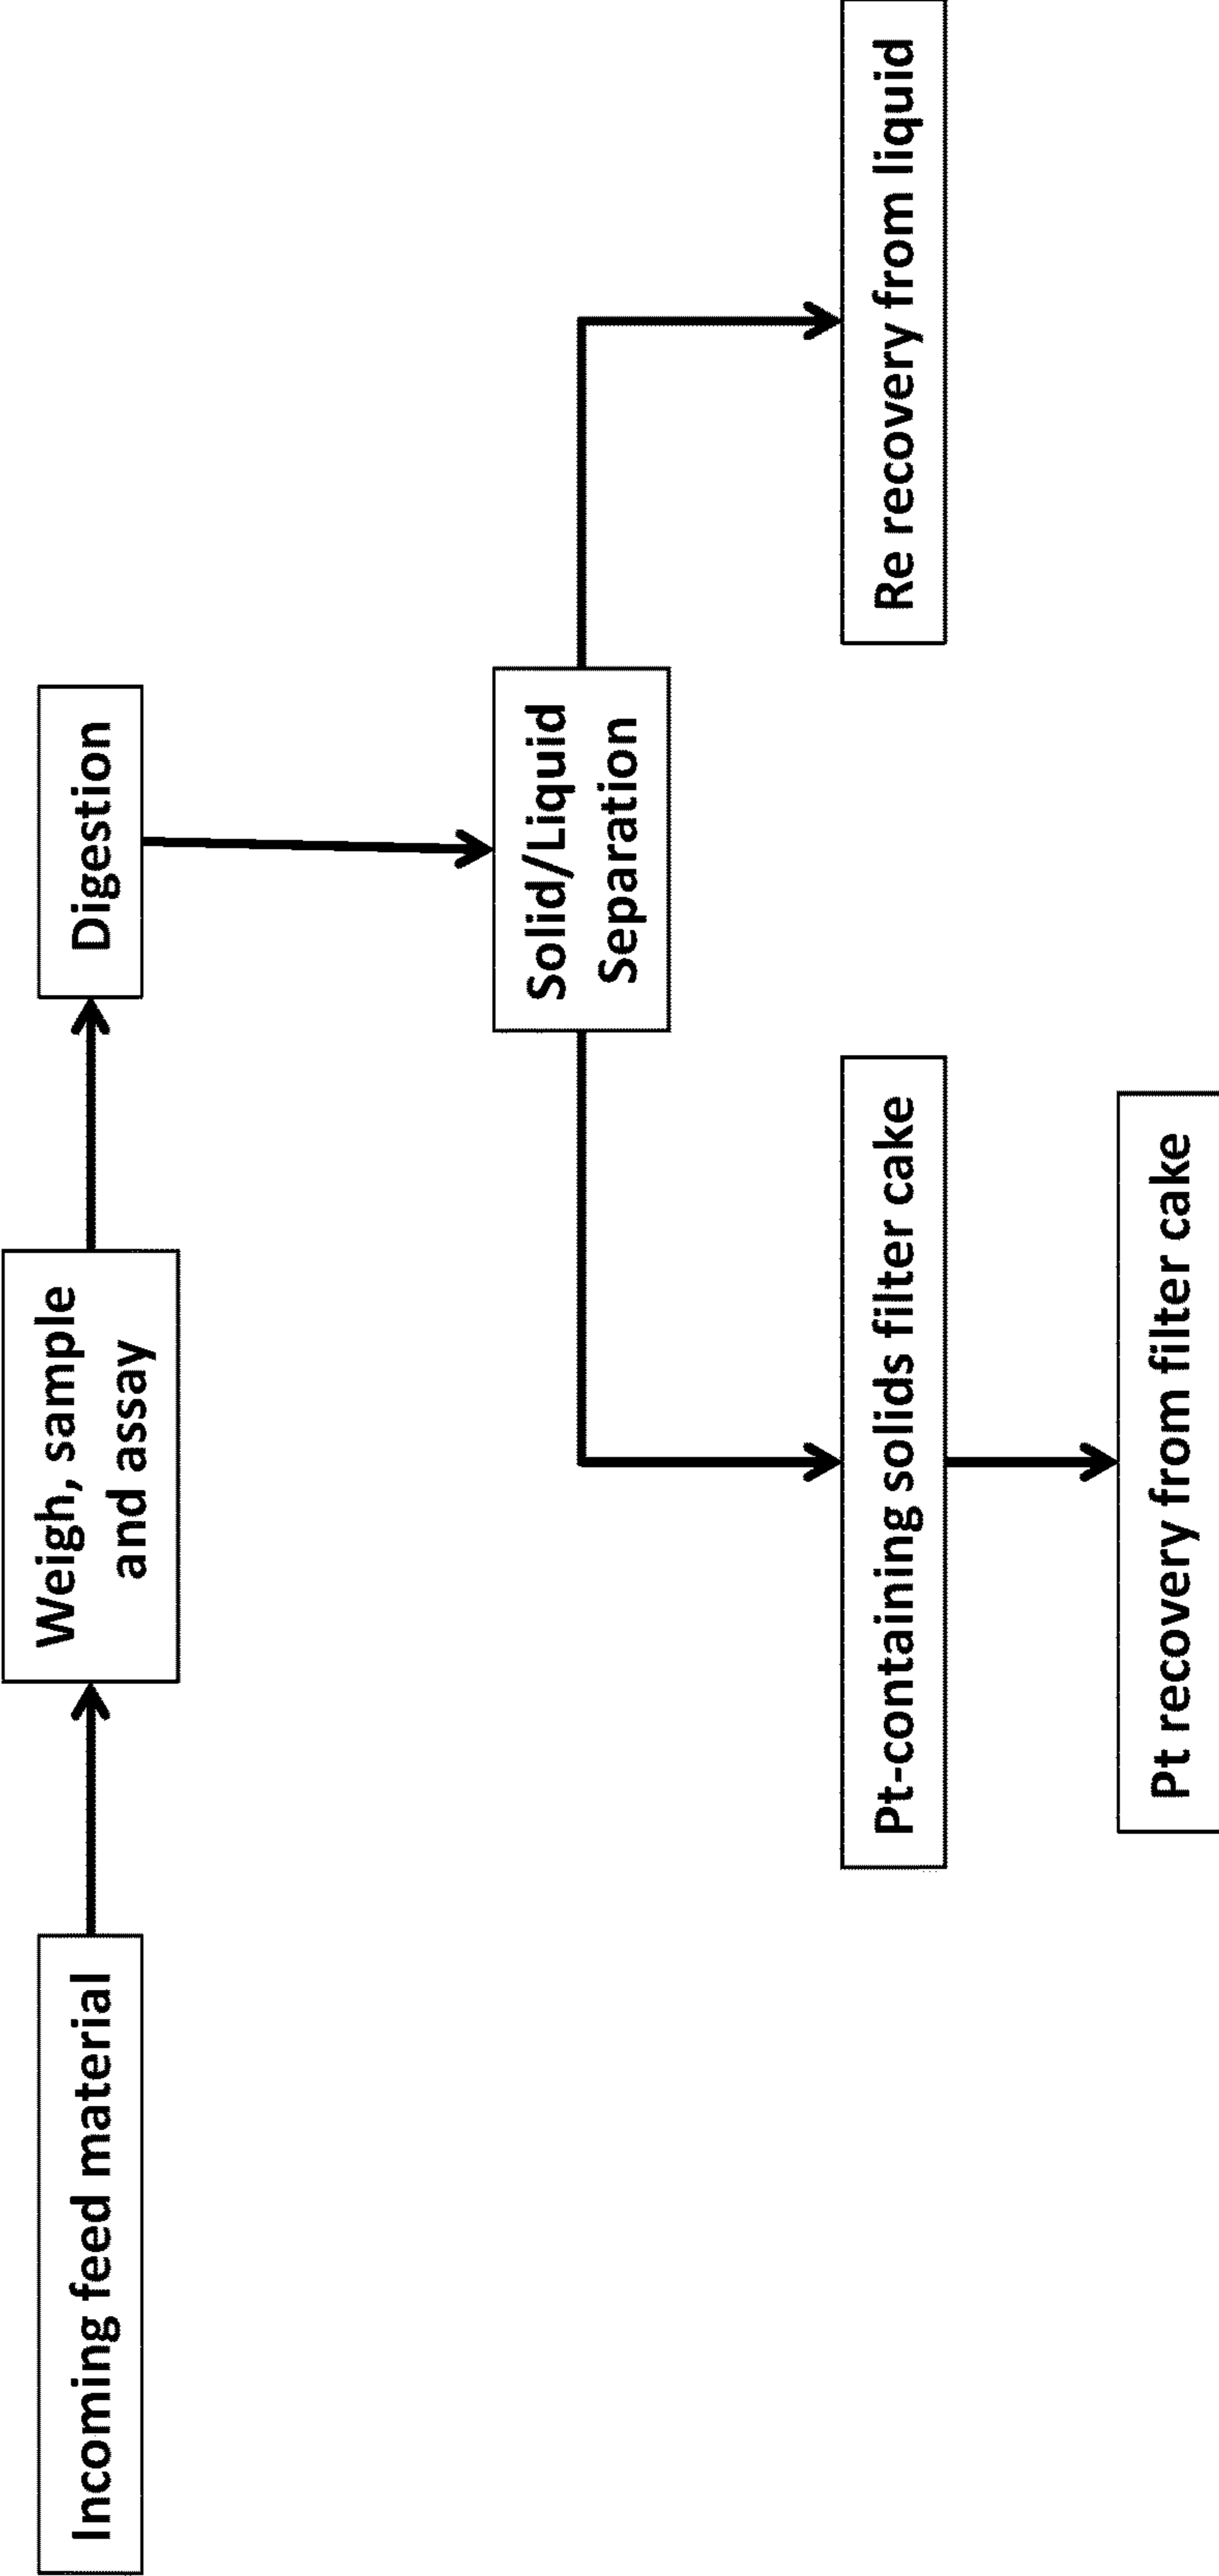 Incoming feed material
Weigh, sample
and assay
Digestion
Solid/Liquid
Separation
Pt-containing solids filter cake
Re recovery from liquid
Pt recovery from filter cake